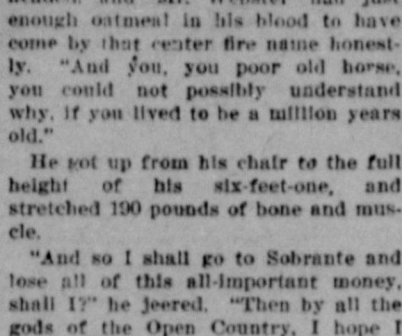 enough oatmeal in his blood to have
come by that center fire name honest-
ly. "And you, you poor old horse,
you could not possibly understand
why, if you lived to be a million years
old."
He got up from his chair to the full
height of his six-feet-one, and
stretched 190 pounds of bone and mus-
cle.
"And so I shall go to Sobrante and
lose all of this all-important money,
shall I?" he jeered. "Then by all the
gods of the Open Country, I hope I